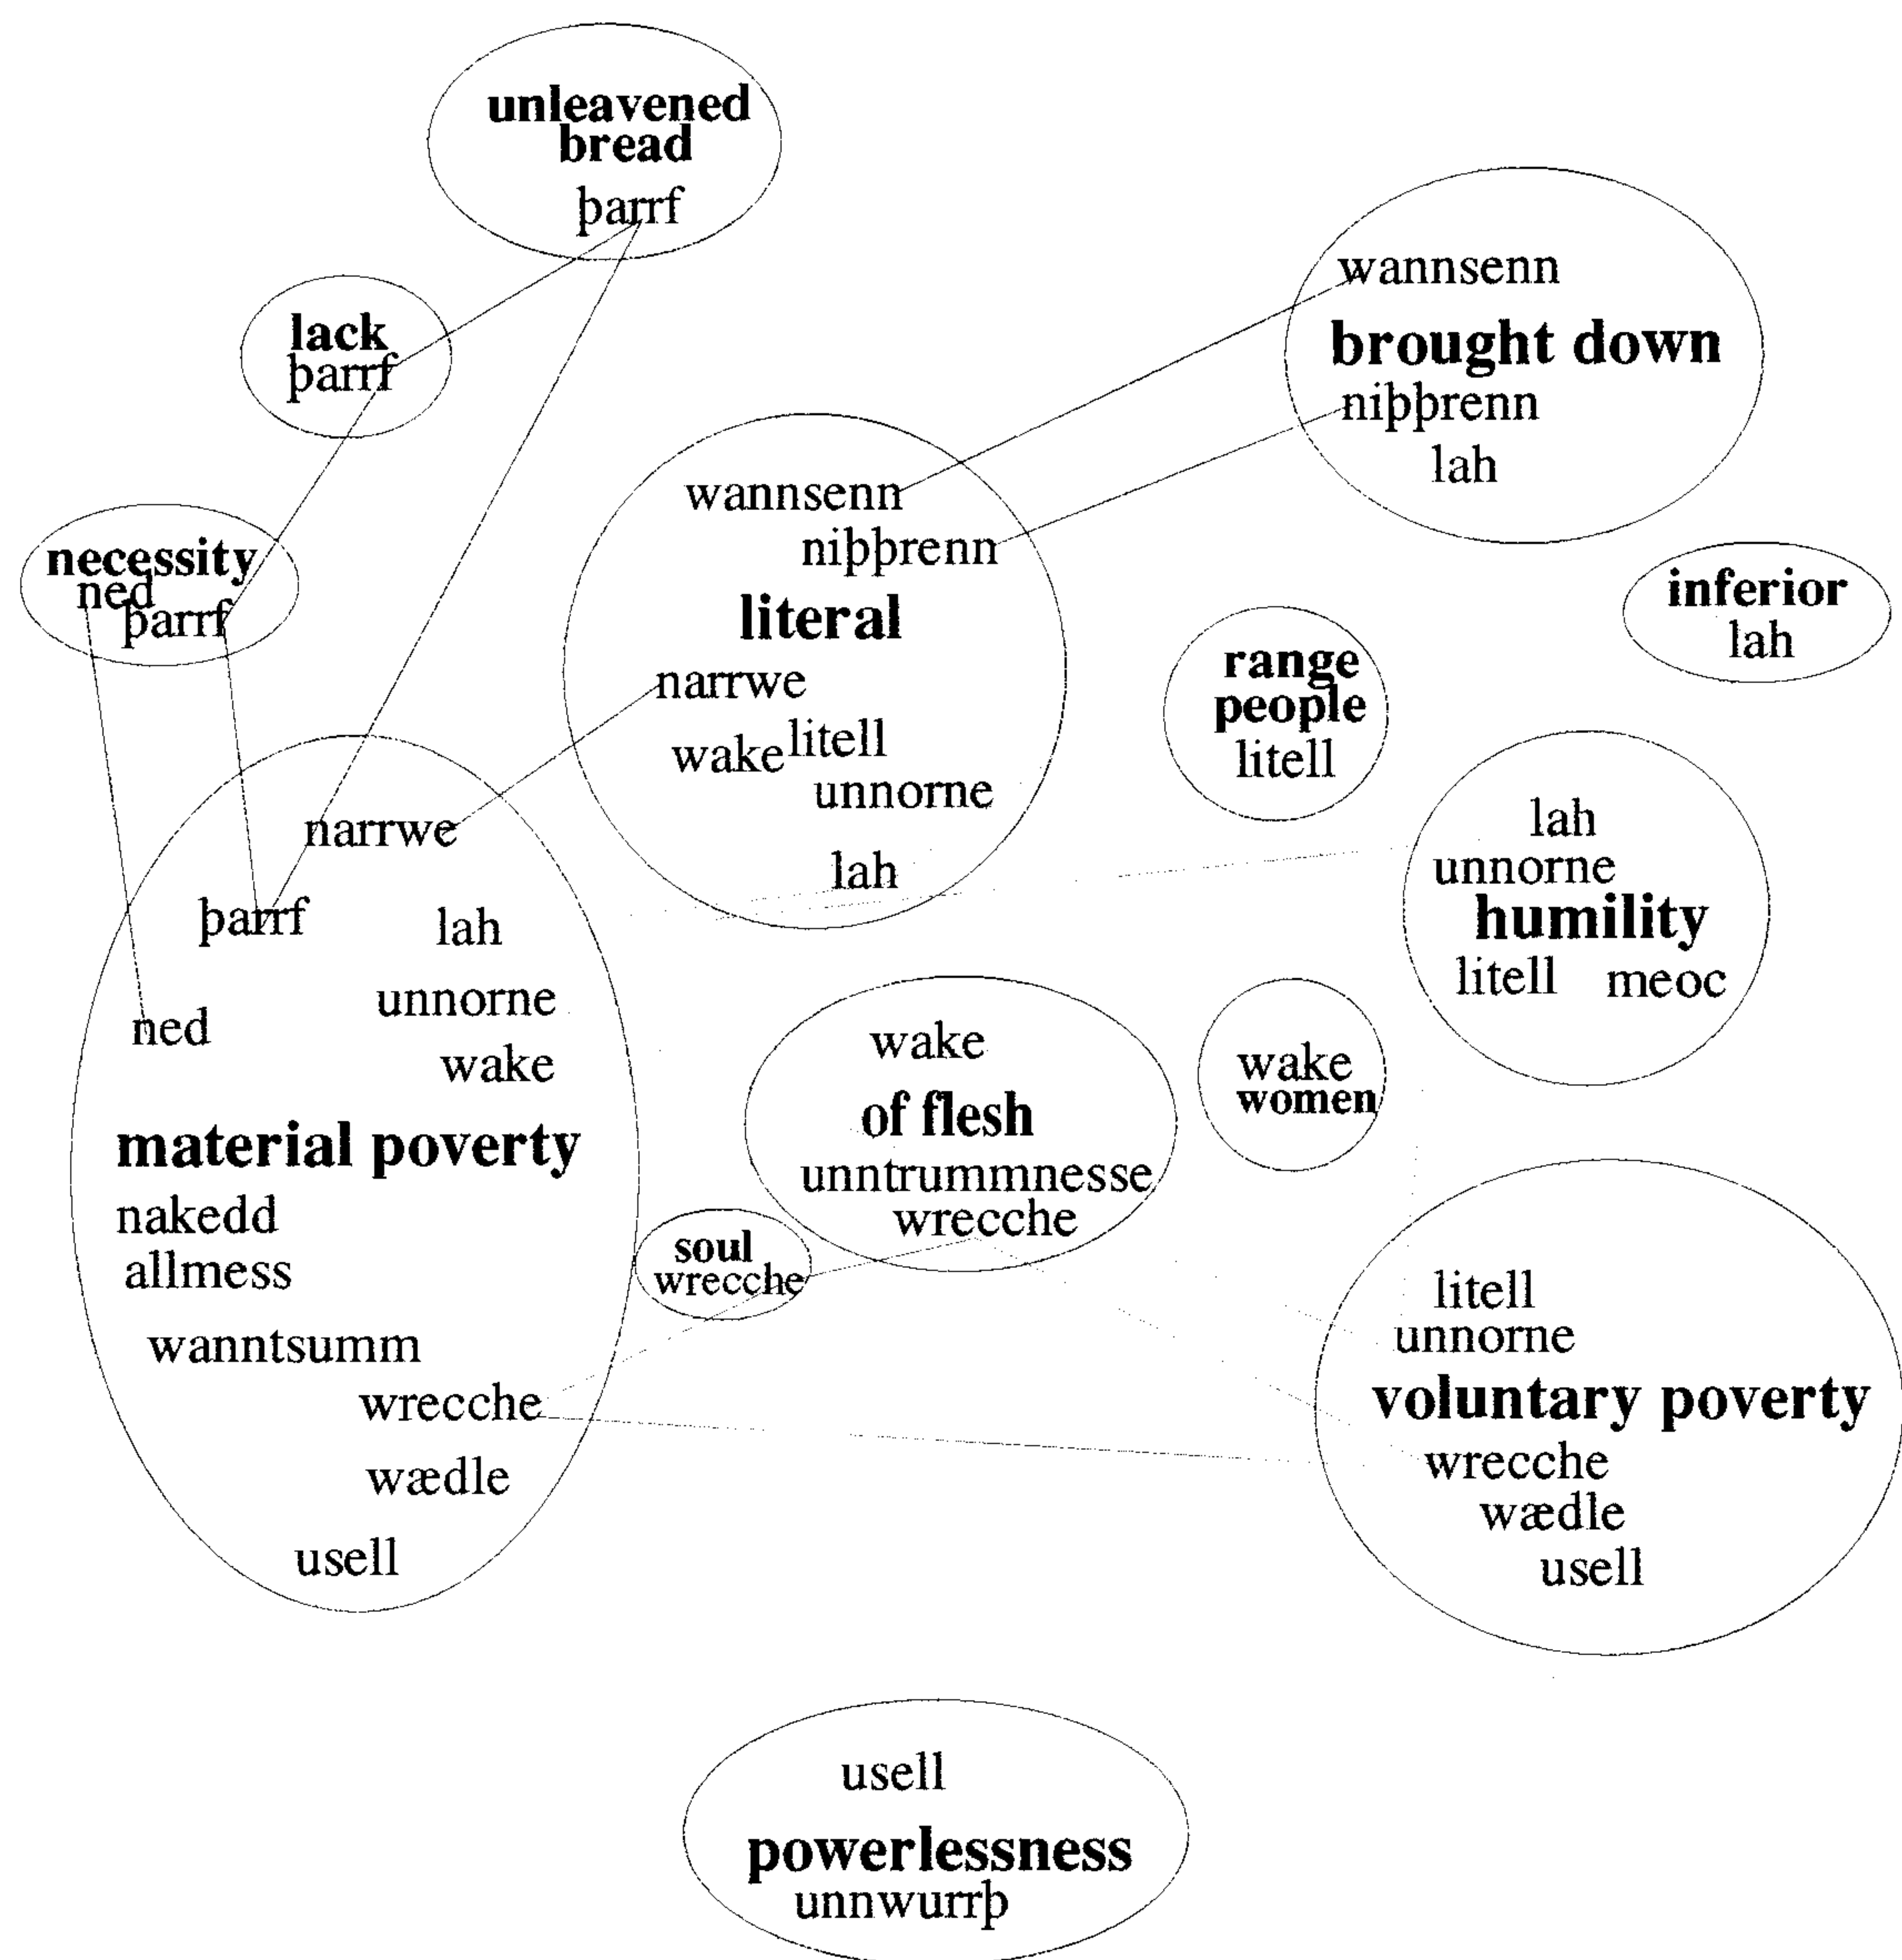 unleavened
bread
þarrf
lack
þarrf
wannsenn
brought down
niþþrenn
lah
necessity
ned
þarrf
wannsenn
niþþrenn
literal
narrwe
wake litell
unnorne
lah
inferior
lah
range
people
litell
lah
unnorne
humility
litell meoc
narrwe
þarrf
lah
unnorne
ned
wake
material poverty
nakedd
allmess
wanntsumm
wrecche
wædle
usell
wake
of flesh
unntrummnesse
wrecche
wake
women
soul
wrecche
litell
unnorne
voluntary poverty
wrecche
wædle
usell
usell
powerlessness
unnwurrþ